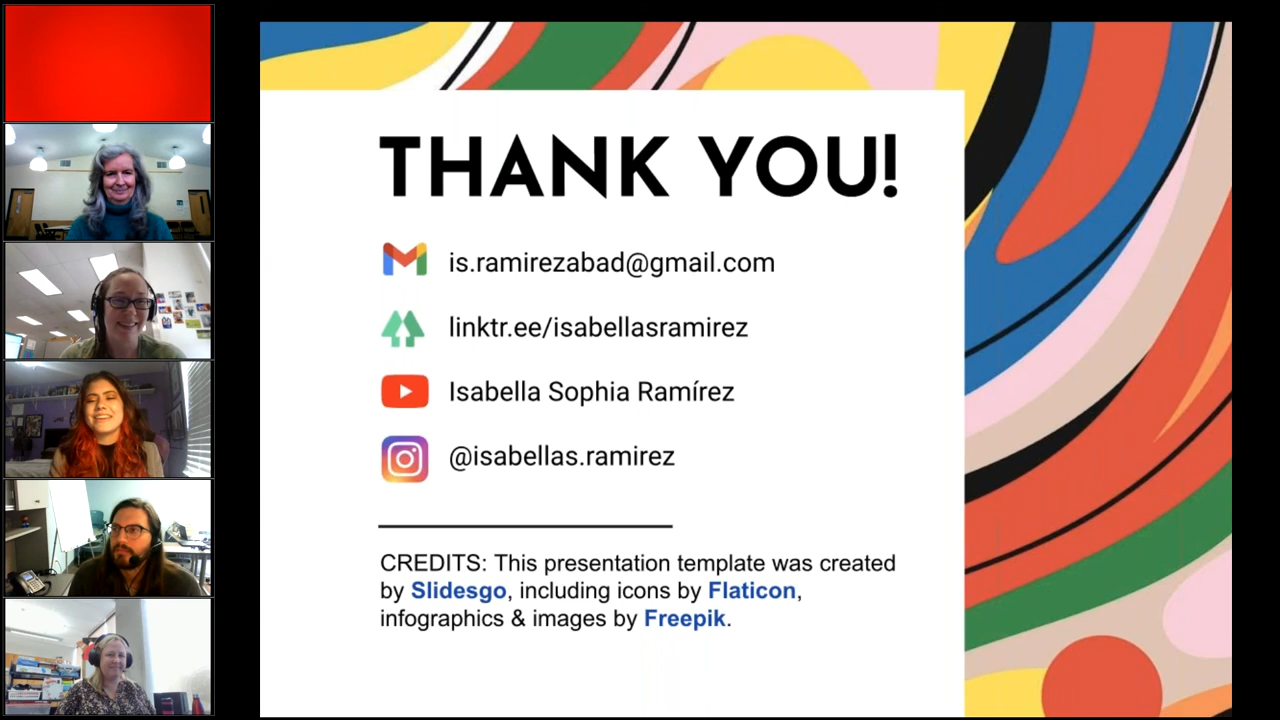 THANK YOU!
is.ramirezabad@gmail.com
linktr.ee/isabellasramirez
Isabella Sophia Ramírez
@isabellas.ramirez
CREDITS: This presentation template was created
by Slidesgo, including icons by Flaticon,
infographics & images by Freepik.